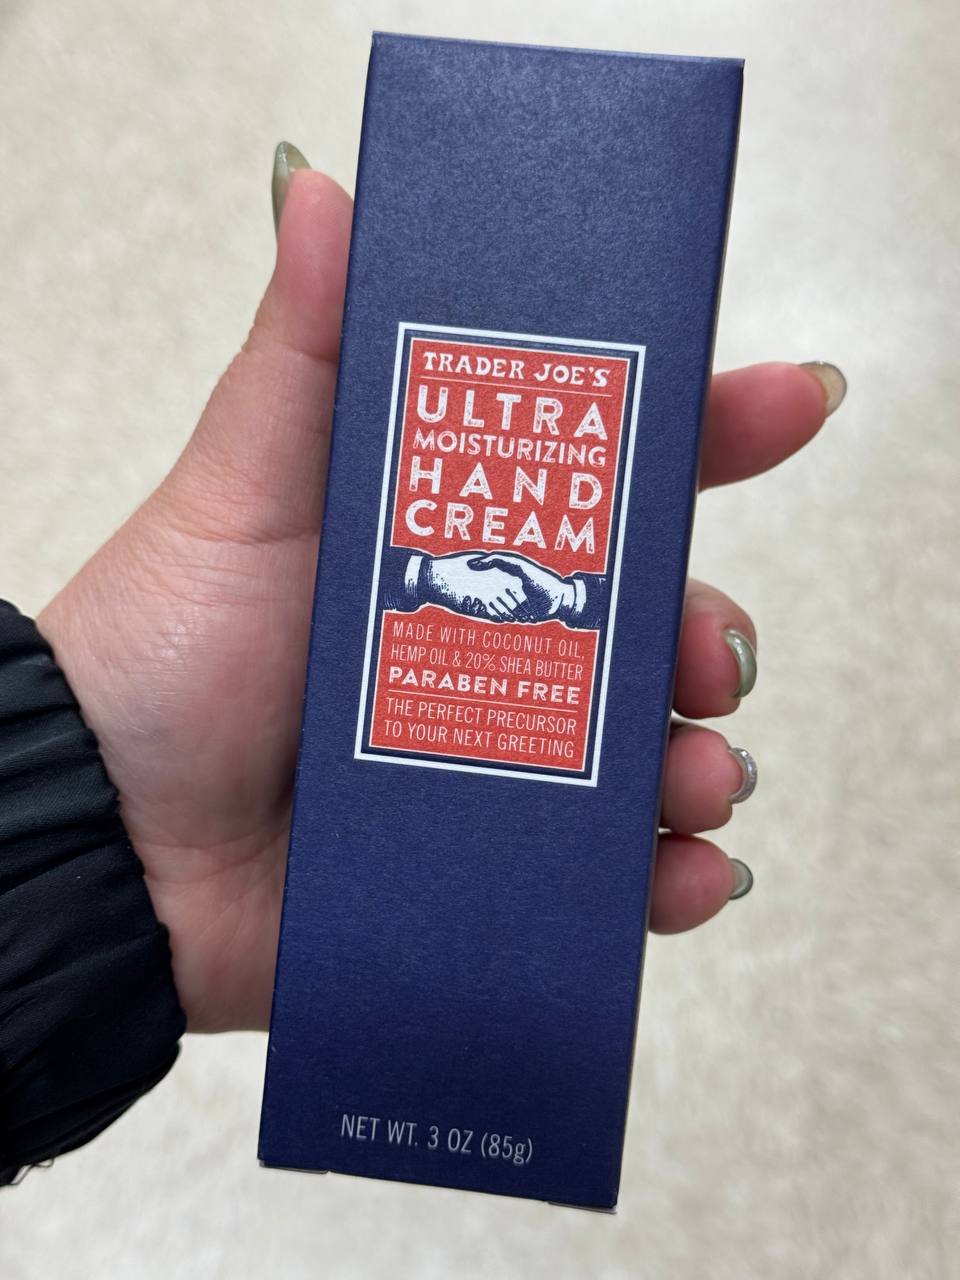 TRADER JOE'S
ULTRA
MOISTURIZING
HAND
CREAM
MADE WITH COCONUT OIL,
HEMP OIL & 20% SHEA BUTTER
PARABEN FREE
THE PERFECT PRECURSOR
TO YOUR NEXT GREETING
NET WT. 3 OZ (85g)